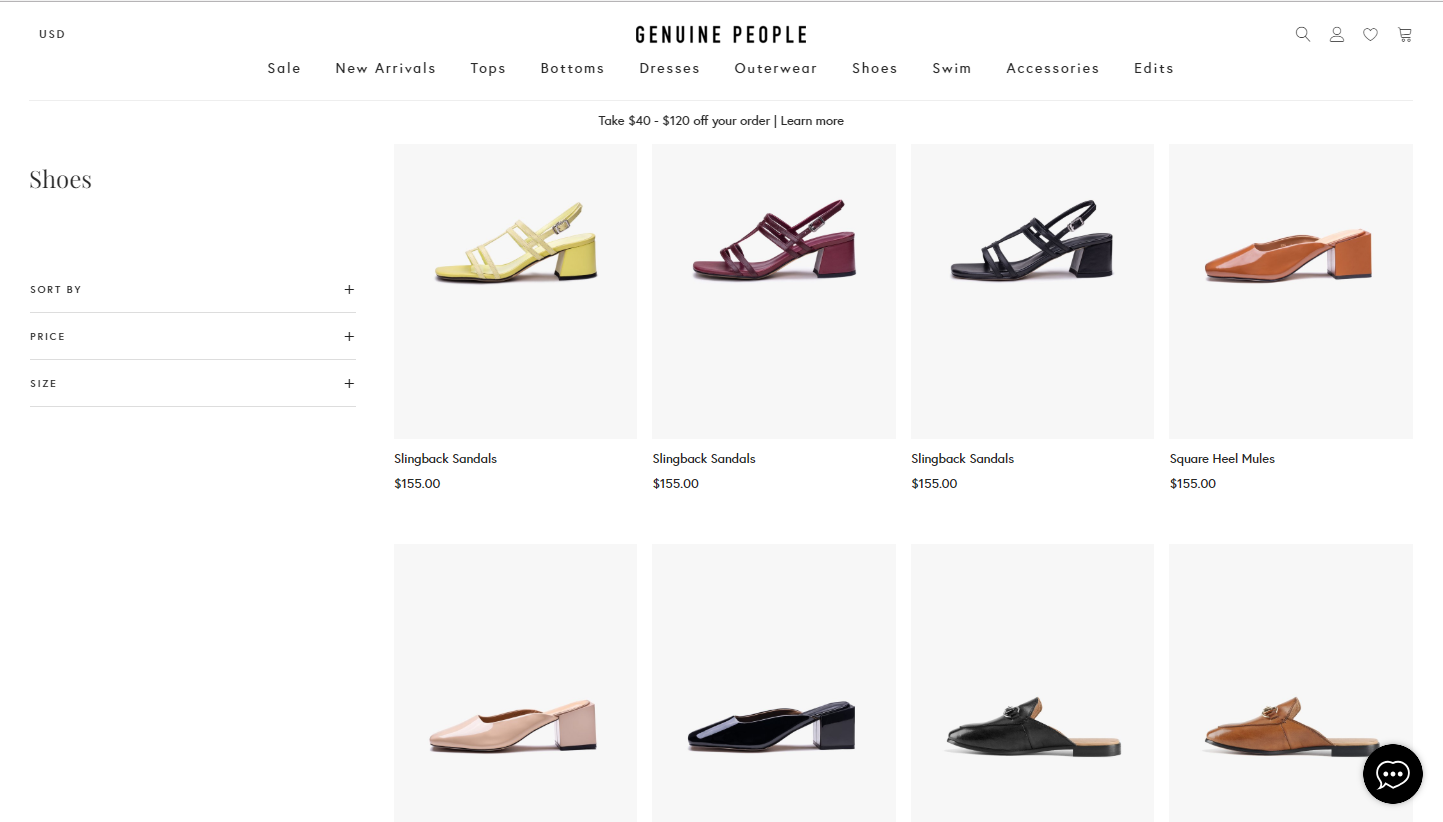 USD
GENUINE PEOPLE
Sale New Arrivals Tops Bottoms Dresses Outerwear Shoes Swim Accessories Edits
Take $40 - $120 off your order | Learn more
Shoes
SORT BY +
PRICE +
SIZE +
Slingback Sandals
$155.00
Slingback Sandals
$155.00
Slingback Sandals
$155.00
Square Heel Mules
$155.00